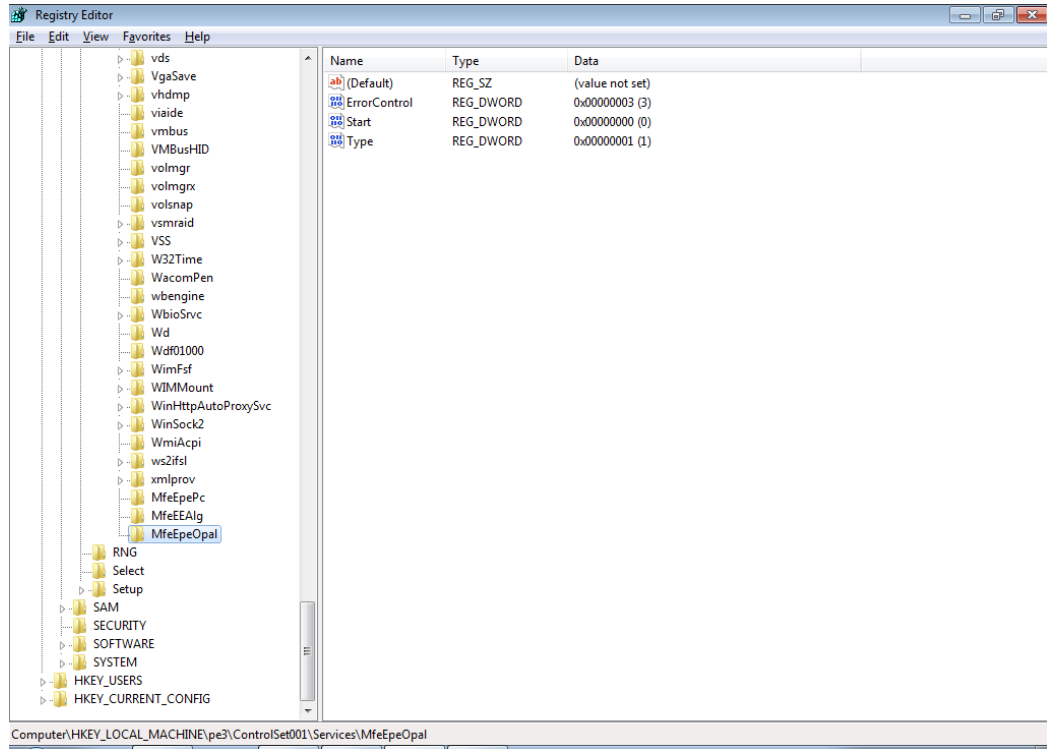 Registry Editor
File Edit View Favorites Help
vds
VgaSave
vhdmp
viaide
vmbus
VMBusHID
volmgr
volmgrx
volsnap
vsmraid
VSS
W32Time
WacomPen
wbengine
WbioSrvc
Wd
Wdf01000
WimFsf
WIMMount
WinHttpAutoProxySvc
WinSock2
WmiAcpi
ws2ifsl
xmlprov
MfeEpePc
MfeEEAlg
MfeEpeOpal
RNG
Select
Setup
SAM
SECURITY
SOFTWARE
SYSTEM
HKEY_USERS
HKEY_CURRENT_CONFIG
Name Type Data
(Default) REG_SZ (value not set)
ErrorControl REG_DWORD 0x00000003 (3)
Start REG_DWORD 0x00000000 (0)
Type REG_DWORD 0x00000001 (1)
Computer\HKEY_LOCAL_MACHINE\pe3\ControlSet001\Services\MfeEpeOpal